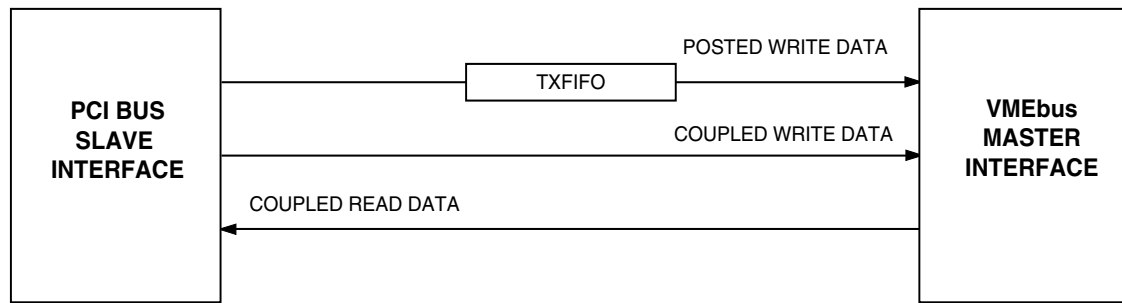 PCI BUS
SLAVE
INTERFACE
POSTED WRITE DATA
TXFIFO
COUPLED WRITE DATA
COUPLED READ DATA
VMEbus
MASTER
INTERFACE